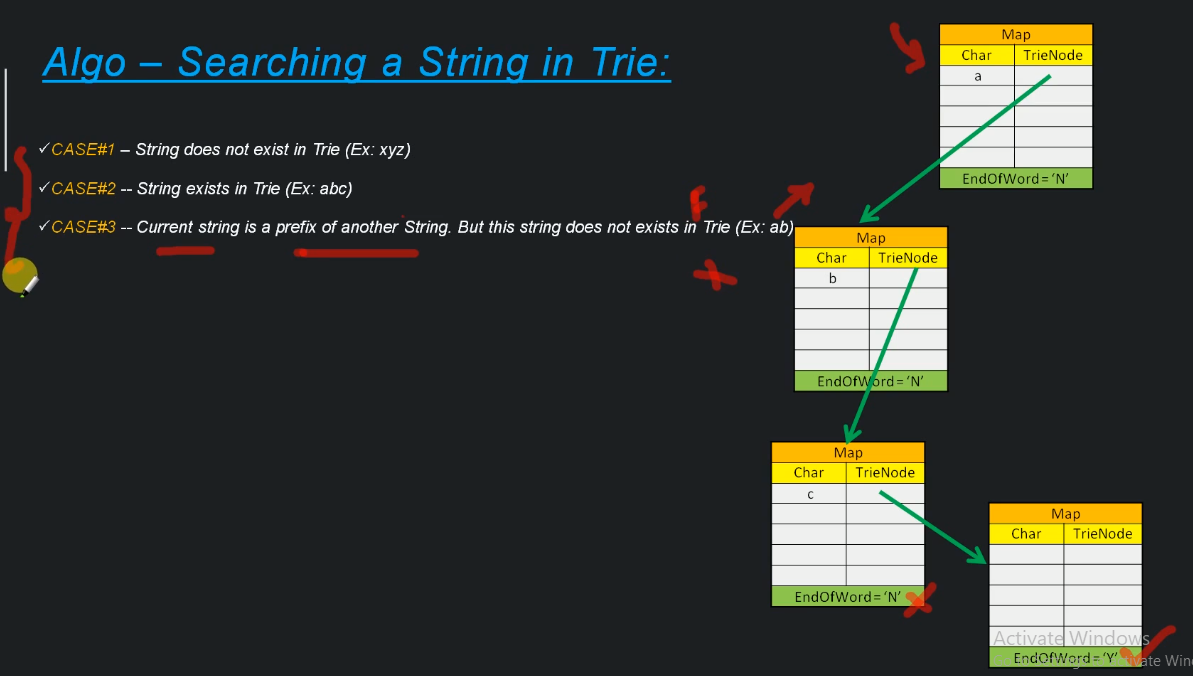 Algo – Searching a String in Trie:
✓CASE#1 – String does not exist in Trie (Ex: xyz)
✓CASE#2 -- String exists in Trie (Ex: abc)
✓CASE#3 -- Current string is a prefix of another String. But this string does not exists in Trie (Ex: ab)
Map
Char TrieNode
a
EndOfWord = ‘N’
Map
Char TrieNode
b
EndOfWord = ‘N’
Map
Char TrieNode
c
EndOfWord = ‘N’
Map
Char TrieNode
EndOfWord = ‘Y’
Activate Windows